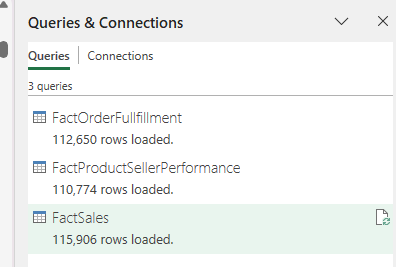 Queries & Connections
Queries Connections
3 queries
FactOrderFullfillment
112,650 rows loaded.
FactProductSellerPerformance
110,774 rows loaded.
FactSales
115,906 rows loaded.